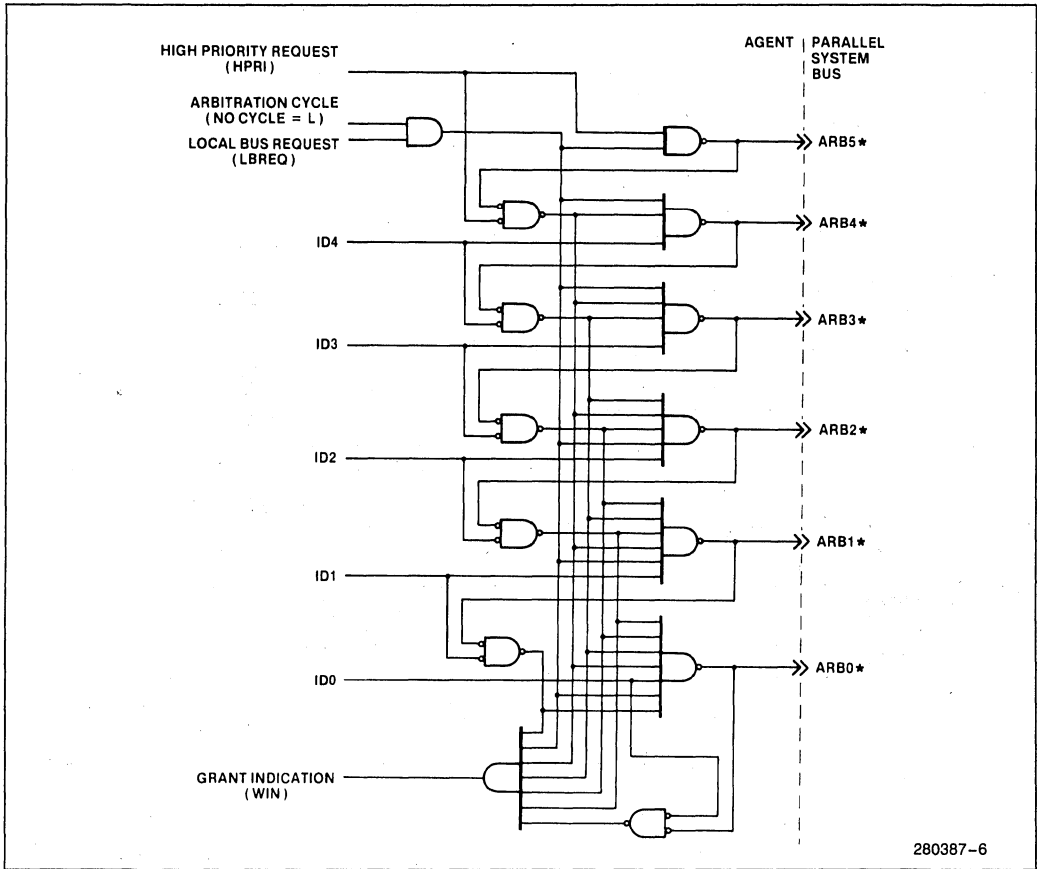 HIGH PRIORITY REQUEST
(HPRI)
AGENT
PARALLEL
SYSTEM
BUS
ARBITRATION CYCLE
(NO CYCLE = L)
LOCAL BUS REQUEST
(LBREQ)
ARB5*
ARB4*
ID4
ARB3*
ID3
ARB2*
ID2
ARB1*
ID1
ARB0*
ID0
GRANT INDICATION
(WIN)
280387-6